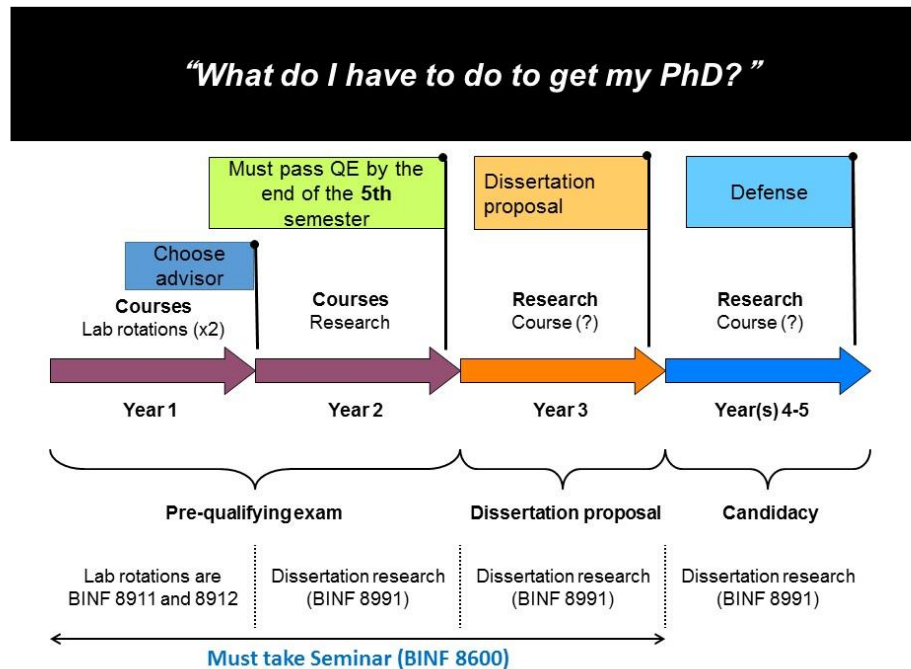 “What do I have to do to get my PhD?”
Must pass QE by the
end of the 5th
semester
Dissertation
proposal
Defense
Choose
advisor
Courses
Lab rotations (x2)
Courses
Research
Research
Course (?)
Research
Course (?)
Year 1
Year 2
Year 3
Year(s) 4-5
Pre-qualifying exam
Dissertation proposal
Candidacy
Lab rotations are
BINF 8911 and 8912
Dissertation research
(BINF 8991)
Dissertation research
(BINF 8991)
Dissertation research
(BINF 8991)
Must take Seminar (BINF 8600)